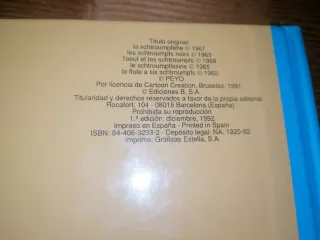 Título original:
la schtroumpfette © 1967
les schtroumpfs noirs © 1963
l'oeuf et les schtroumpfs © 1968
le schtroumpfissime © 1965
la flute à six schtroumpfs © 1960
© PEYO
Por licencia de Cartoon Creation, Bruselas, 1991
© Ediciones B, S.A.
Titularidad y derechos reservados a favor de la propia editorial
Rocafort, 104 - 08015 Barcelona (España)
Prohibida su reproducción
1.ª edición: diciembre, 1992
Impreso en España - Printed in Spain
ISBN: 84-406-3203-2 - Depósito legal: NA. 1920-92
Imprime: Gráficas Estella, S.A.